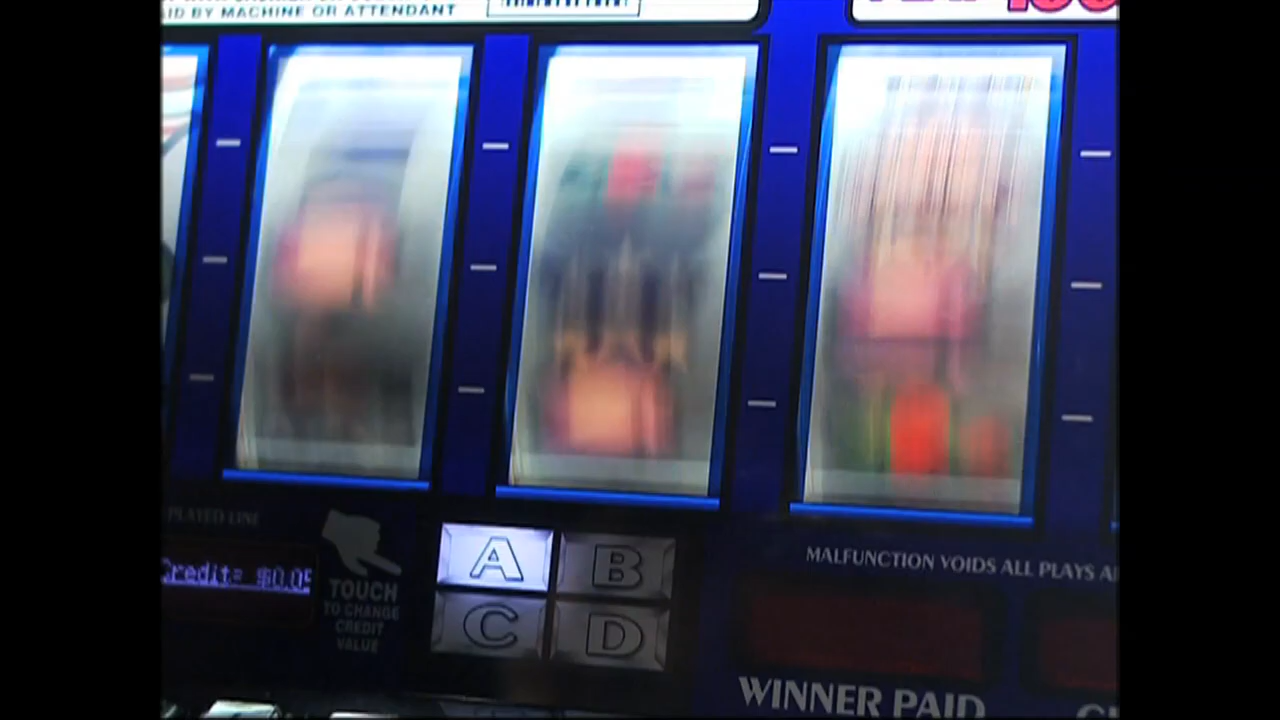 AID BY MACHINE OR ATTENDANT
PLAYED LINE
Credit= $0.05
TOUCH
TO CHANGE
CREDIT
VALUE
A
B
C
D
MALFUNCTION VOIDS ALL PLAYS
WINNER PAID